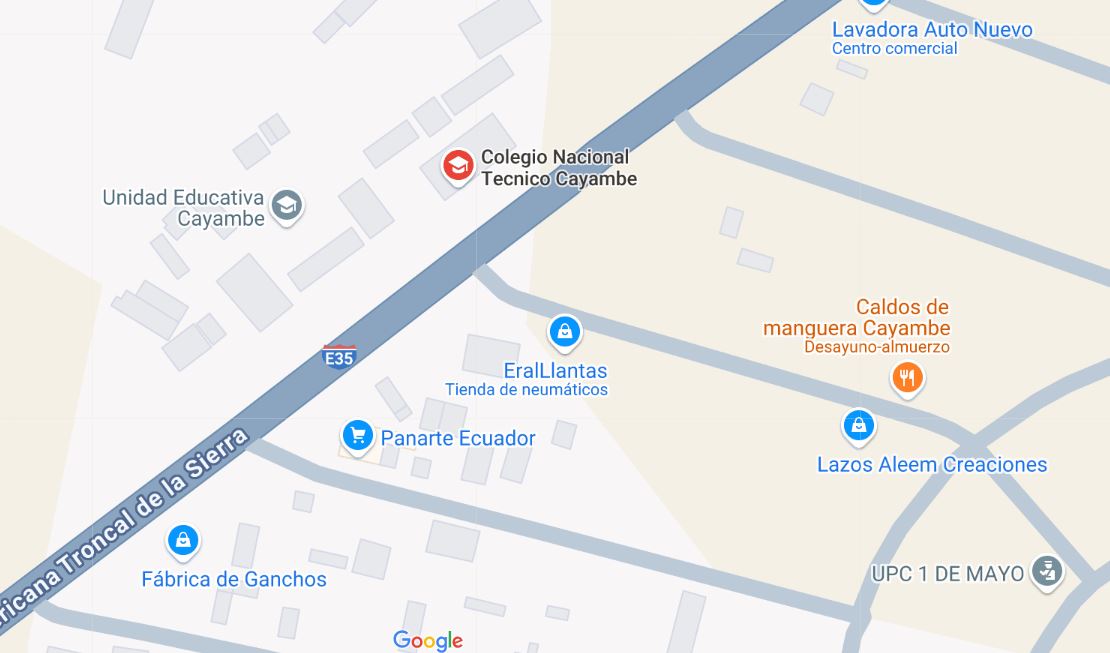 Lavadora Auto Nuevo
Centro comercial
Colegio Nacional
Tecnico Cayambe
Unidad Educativa
Cayambe
Caldos de
manguera Cayambe
Desayuno-almuerzo
E35
EralLlantas
Tienda de neumáticos
Panarte Ecuador
Lazos Aleem Creaciones
ricana Troncal de la Sierra
Fábrica de Ganchos
UPC 1 DE MAYO
Google